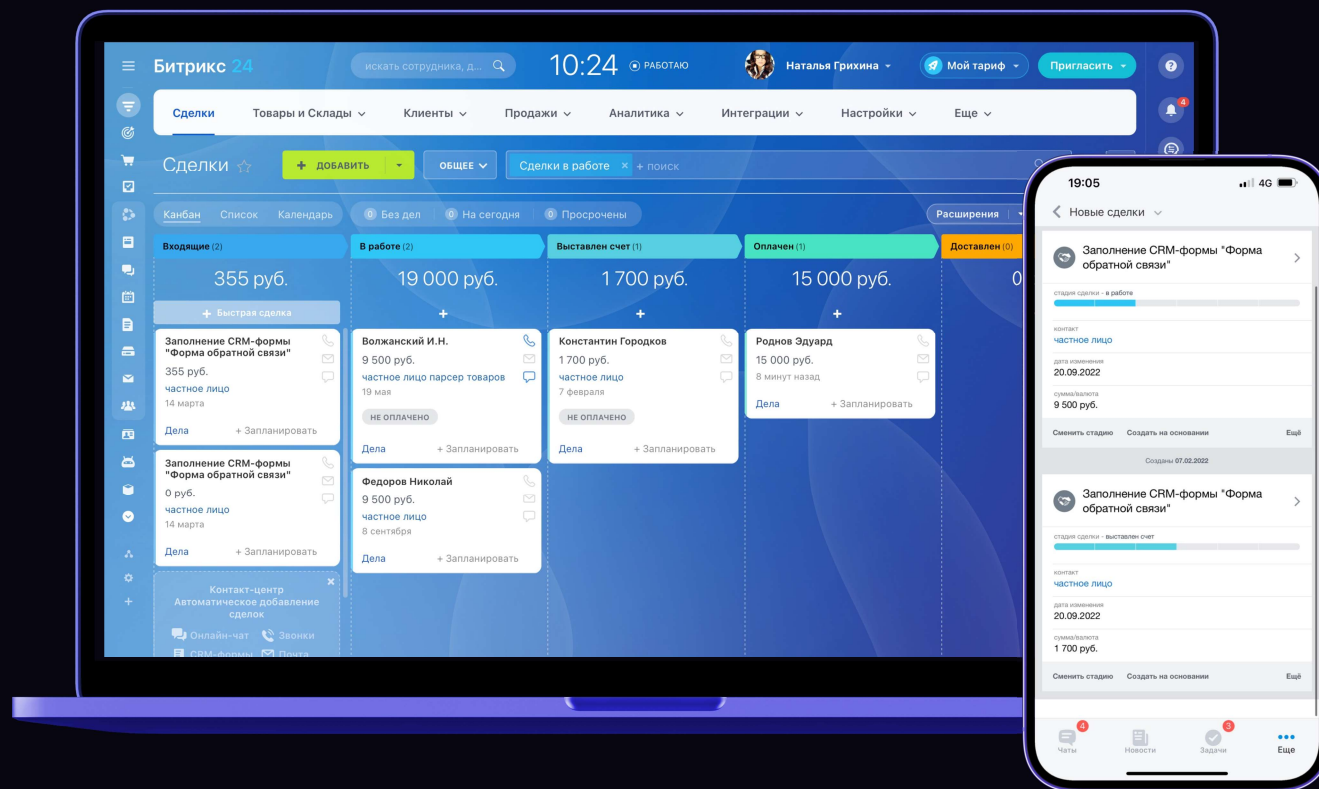 Битрикс 24
искать сотрудника, д...
10:24
РАБОТАЮ
Наталья Грихина
Мой тариф
Пригласить
?
4
Сделки
Товары и Склады
Клиенты
Продажи
Аналитика
Интеграции
Настройки
Еще
Сделки
+ ДОБАВИТЬ
ОБЩЕЕ
Сделки в работе ×
+ поиск
Канбан
Список
Календарь
0 Без дел
0 На сегодня
0 Просрочены
Расширения
Входящие (2)
355 руб.
+ Быстрая сделка
Заполнение CRM-формы
"Форма обратной связи"
355 руб.
частное лицо
14 марта
Дела
+ Запланировать
Заполнение CRM-формы
"Форма обратной связи"
0 руб.
частное лицо
14 марта
Дела
+ Запланировать
Контакт-центр
Автоматическое добавление
сделок
Онлайн-чат
Звонки
CRM-формы
Почта
В работе (2)
19 000 руб.
+
Волжанский И.Н.
9 500 руб.
частное лицо парсер товаров
19 мая
НЕ ОПЛАЧЕНО
Дела
+ Запланировать
Федоров Николай
9 500 руб.
частное лицо
8 сентября
Дела
+ Запланировать
Выставлен счет (1)
1 700 руб.
+
Константин Городков
1 700 руб.
частное лицо
7 февраля
НЕ ОПЛАЧЕНО
Дела
+ Запланировать
Оплачен (1)
15 000 руб.
+
Роднов Эдуард
15 000 руб.
8 минут назад
Дела
+ Запланировать
Доставлен (0)
0
19:05
4G
Новые сделки
Заполнение CRM-формы "Форма
обратной связи"
стадия сделки - в работе
контакт
частное лицо
дата изменения
20.09.2022
сумма/валюта
9 500 руб.
Сменить стадию
Создать на основании
Ещё
Созданы 07.02.2022
Заполнение CRM-формы "Форма
обратной связи"
стадия сделки - выставлен счет
контакт
частное лицо
дата изменения
20.09.2022
сумма/валюта
1 700 руб.
Сменить стадию
Создать на основании
Ещё
4
Чаты
Новости
3
Задачи
Еще